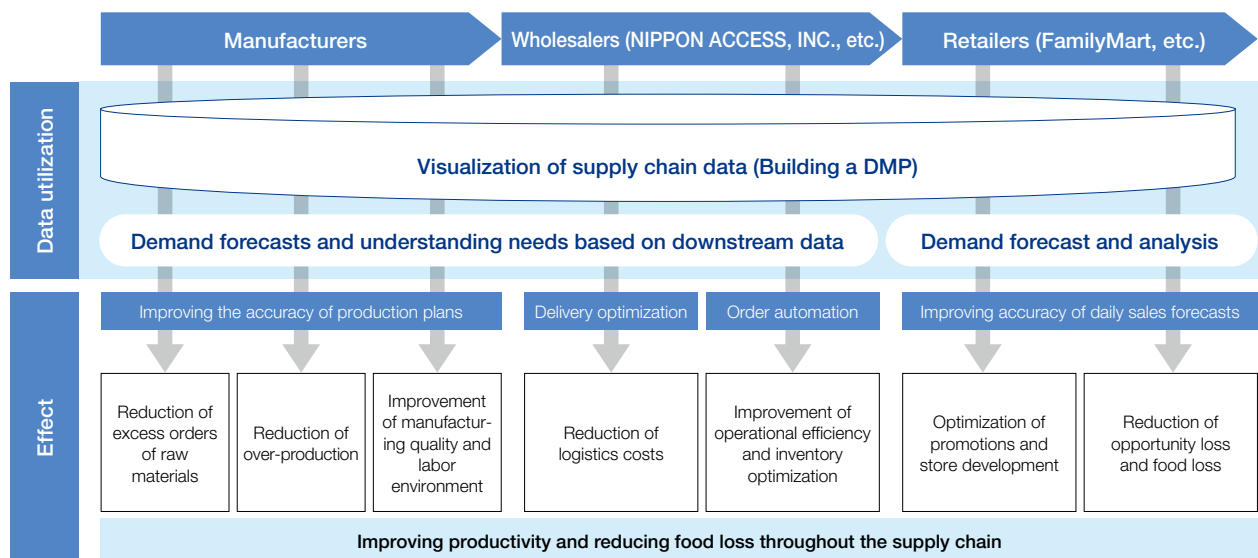 Manufacturers
Wholesalers (NIPPON ACCESS, INC., etc.)
Retailers (FamilyMart, etc.)
Data utilization
Visualization of supply chain data (Building a DMP)
Demand forecasts and understanding needs based on downstream data
Demand forecast and analysis
Effect
Improving the accuracy of production plans
Delivery optimization
Order automation
Improving accuracy of daily sales forecasts
Reduction of
excess orders
of raw
materials
Reduction of
over-production
Improvement
of manufactur-
ing quality and
labor
environment
Reduction of
logistics costs
Improvement of
operational efficiency
and inventory
optimization
Optimization of
promotions and
store development
Reduction of
opportunity loss
and food loss
Improving productivity and reducing food loss throughout the supply chain